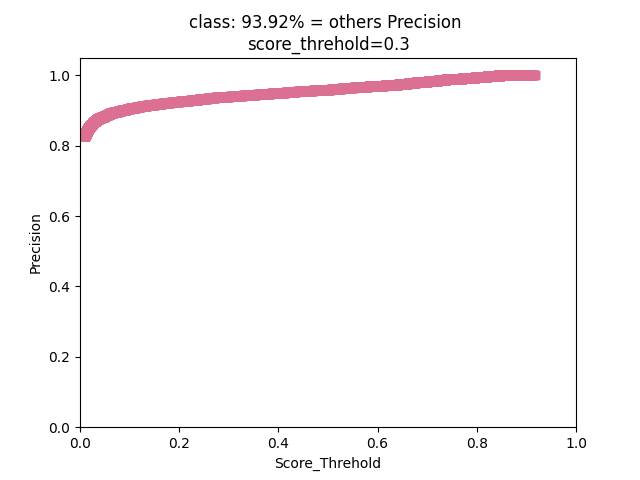 class: 93.92% = others Precision
score_threhold=0.3
1.0
0.8
0.6
0.4
0.2
0.0
Precision
0.0 0.2 0.4 0.6 0.8 1.0
Score_Threhold